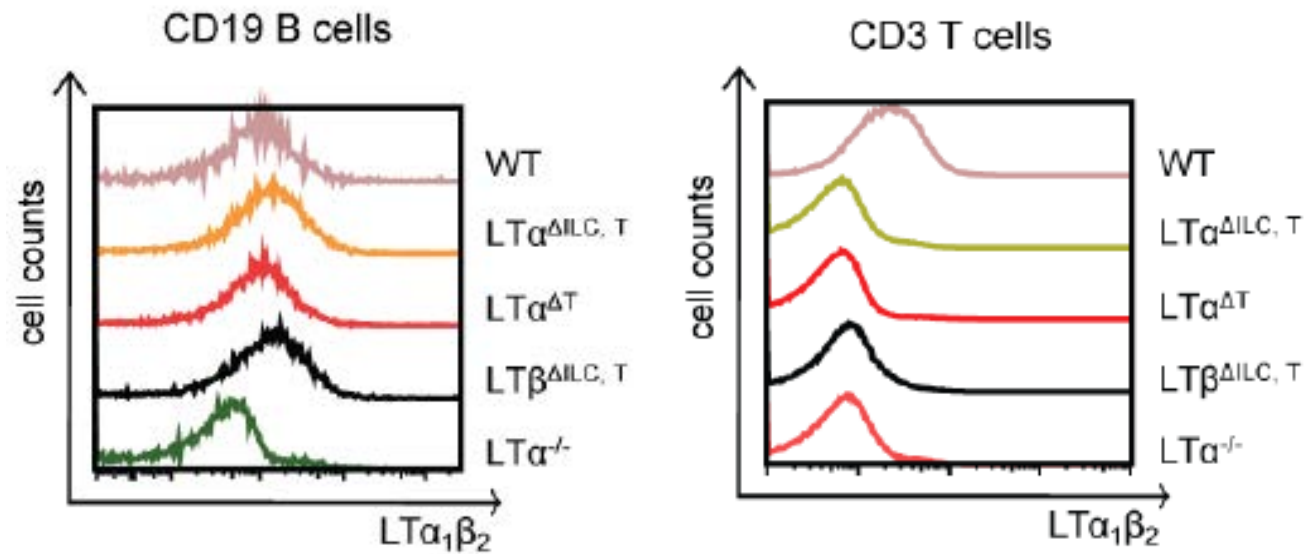 CD19 B cells
cell counts
WT
LTα^ΔILC, T
LTα^ΔT
LTβ^ΔILC, T
LTα^-/-
LTα₁β₂
CD3 T cells
cell counts
WT
LTα^ΔILC, T
LTα^ΔT
LTβ^ΔILC, T
LTα^-/-
LTα₁β₂